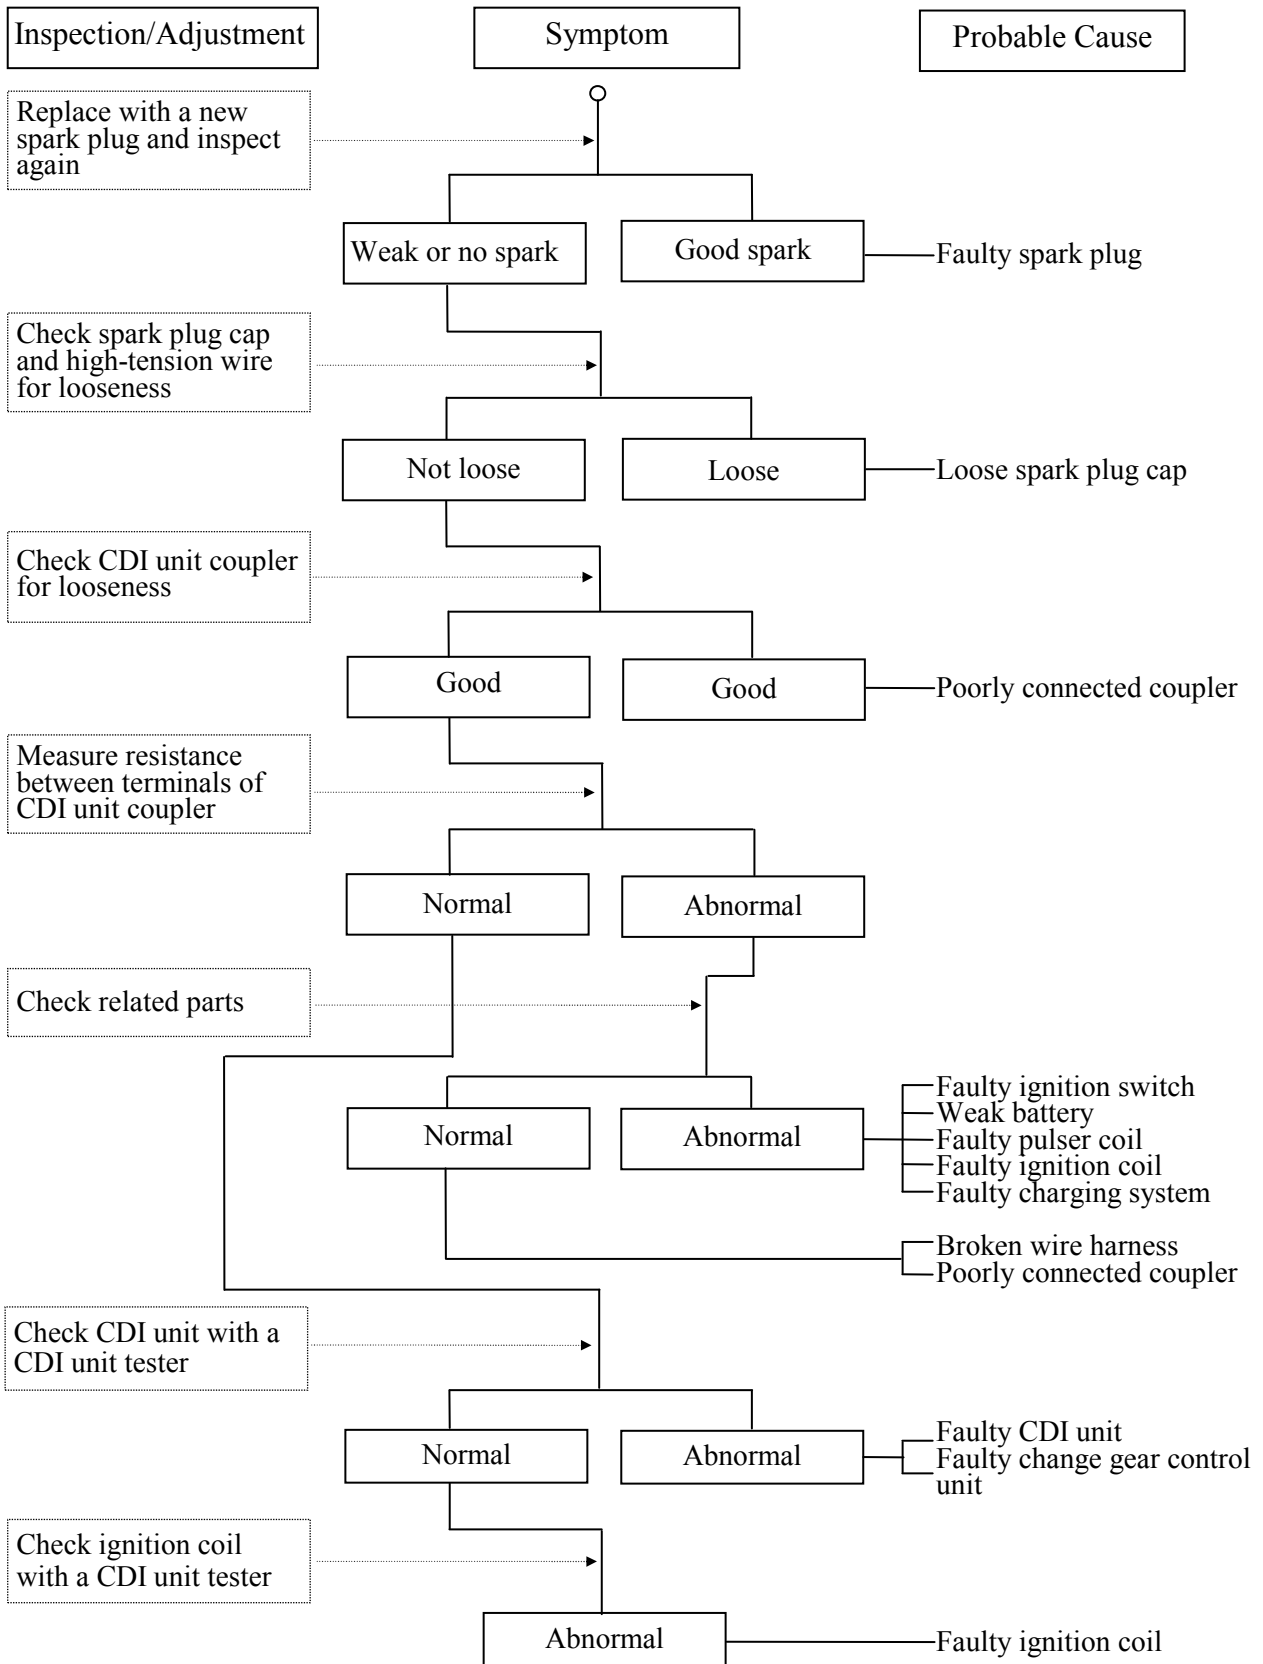 Inspection/Adjustment
Symptom
Probable Cause
Replace with a new
spark plug and inspect
again
Weak or no spark
Good spark
Faulty spark plug
Check spark plug cap
and high-tension wire
for looseness
Not loose
Loose
Loose spark plug cap
Check CDI unit coupler
for looseness
Good
Good
Poorly connected coupler
Measure resistance
between terminals of
CDI unit coupler
Normal
Abnormal
Check related parts
Normal
Abnormal
Faulty ignition switch
Weak battery
Faulty pulser coil
Faulty ignition coil
Faulty charging system
Broken wire harness
Poorly connected coupler
Check CDI unit with a
CDI unit tester
Normal
Abnormal
Faulty CDI unit
Faulty change gear control
unit
Check ignition coil
with a CDI unit tester
Abnormal
Faulty ignition coil